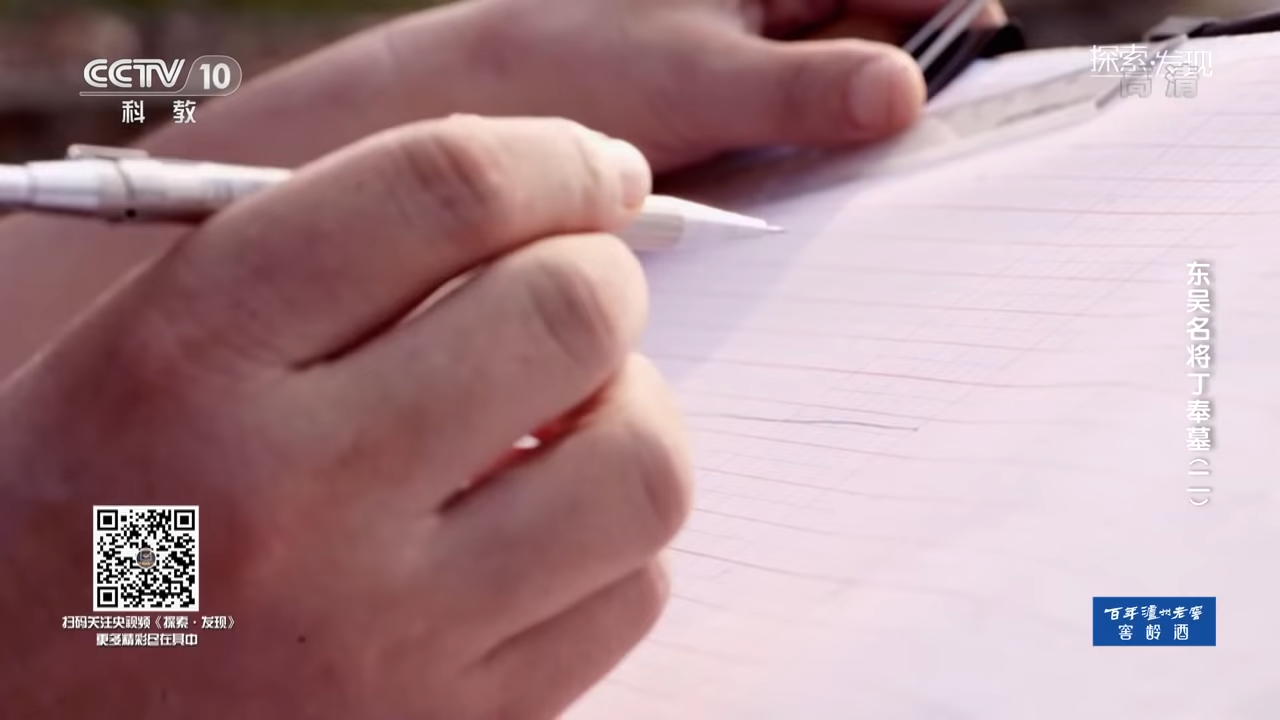 CCTV 10
科教
探索·发现
高清
东吴名将丁奉墓(二)
扫码关注央视频《探索·发现》
更多精彩尽在其中
百年泸州老窖
窖龄酒